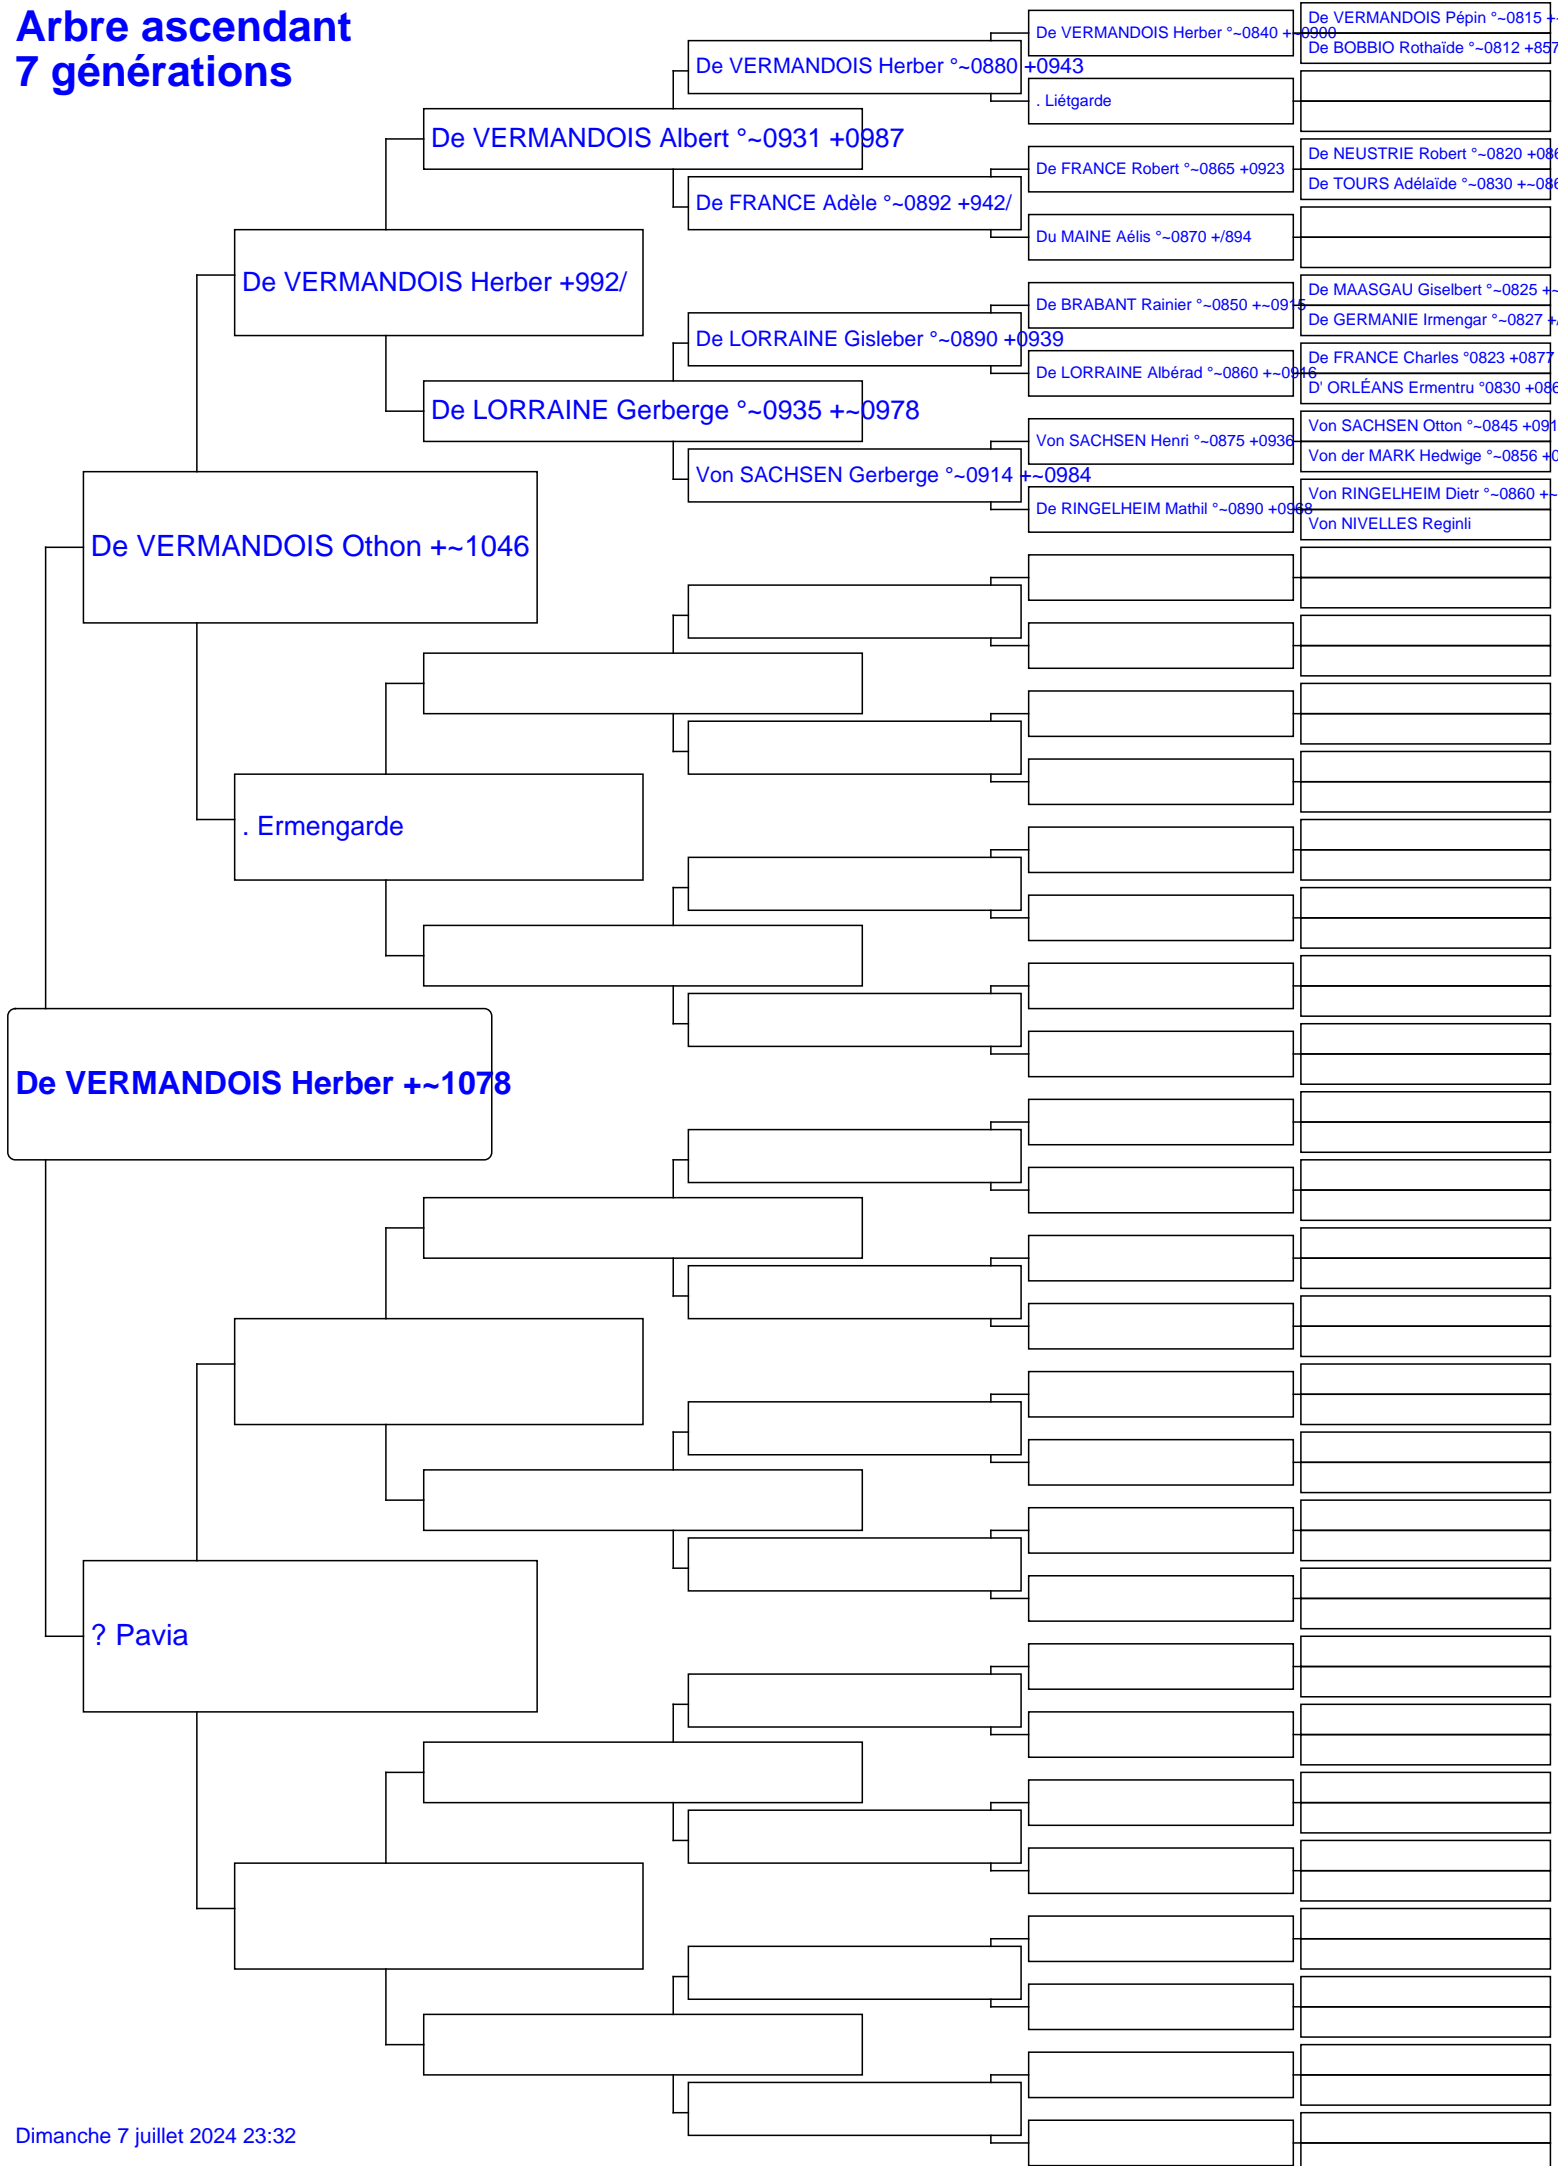 Arbre ascendant
7 générations
De VERMANDOIS Pépin °~0815 +
De VERMANDOIS Herber °~0840 +~0900
De BOBBIO Rothaïde °~0812 +857
De VERMANDOIS Herber °~0880 +0943
. Liétgarde
De VERMANDOIS Albert °~0931 +0987
De NEUSTRIE Robert °~0820 +086
De FRANCE Robert °~0865 +0923
De TOURS Adélaïde °~0830 +~086
De FRANCE Adèle °~0892 +942/
Du MAINE Aélis °~0870 +/894
De VERMANDOIS Herber +992/
De MAASGAU Giselbert °~0825 +~
De BRABANT Rainier °~0850 +~0915
De GERMANIE Irmengar °~0827 +/
De LORRAINE Gisleber °~0890 +0939
De FRANCE Charles °0823 +0877
De LORRAINE Albérad °~0860 +~0916
D' ORLÉANS Ermentru °0830 +086
De LORRAINE Gerberge °~0935 +~0978
Von SACHSEN Otton °~0845 +091
Von SACHSEN Henri °~0875 +0936
Von der MARK Hedwige °~0856 +0
Von SACHSEN Gerberge °~0914 +~0984
Von RINGELHEIM Dietr °~0860 +~
De RINGELHEIM Mathil °~0890 +0968
Von NIVELLES Reginli
De VERMANDOIS Othon +~1046
. Ermengarde
De VERMANDOIS Herber +~1078
? Pavia
Dimanche 7 juillet 2024 23:32